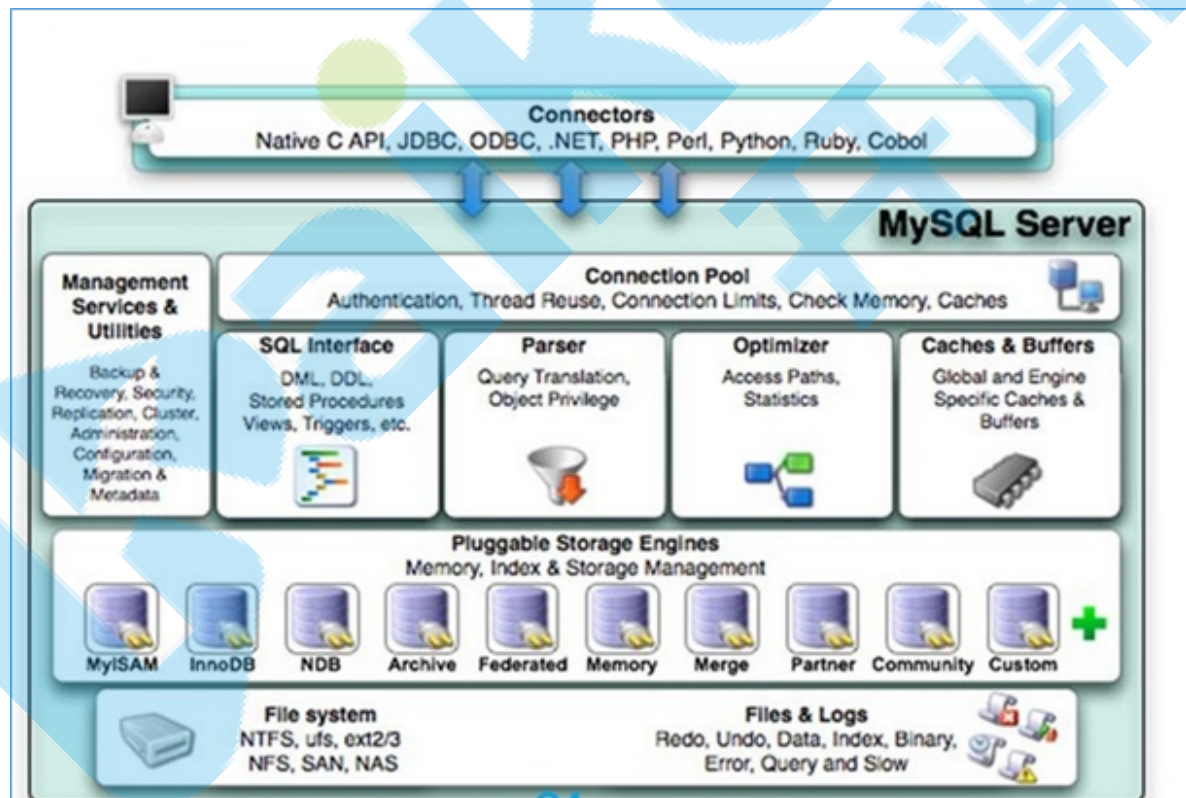 Connectors
Native C API, JDBC, ODBC, .NET, PHP, Perl, Python, Ruby, Cobol
MySQL Server
Management
Services &
Utilities
Backup &
Recovery, Security,
Replication, Cluster,
Administration,
Configuration,
Migration &
Metadata
Connection Pool
Authentication, Thread Reuse, Connection Limits, Check Memory, Caches
SQL Interface
DML, DDL,
Stored Procedures
Views, Triggers, etc.
Parser
Query Translation,
Object Privilege
Optimizer
Access Paths,
Statistics
Caches & Buffers
Global and Engine
Specific Caches &
Buffers
Pluggable Storage Engines
Memory, Index & Storage Management
MyISAM
InnoDB
NDB
Archive
Federated
Memory
Merge
Partner
Community
Custom
File system
NTFS, ufs, ext2/3
NFS, SAN, NAS
Files & Logs
Redo, Undo, Data, Index, Binary,
Error, Query and Slow